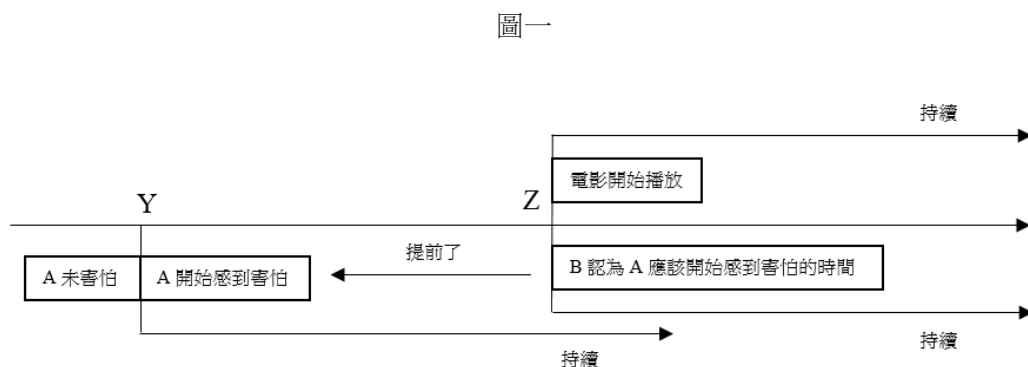 圖一
持續
電影開始播放
Y
Z
提前了
A 未害怕
A 開始感到害怕
B 認為 A 應該開始感到害怕的時間
持續
持續